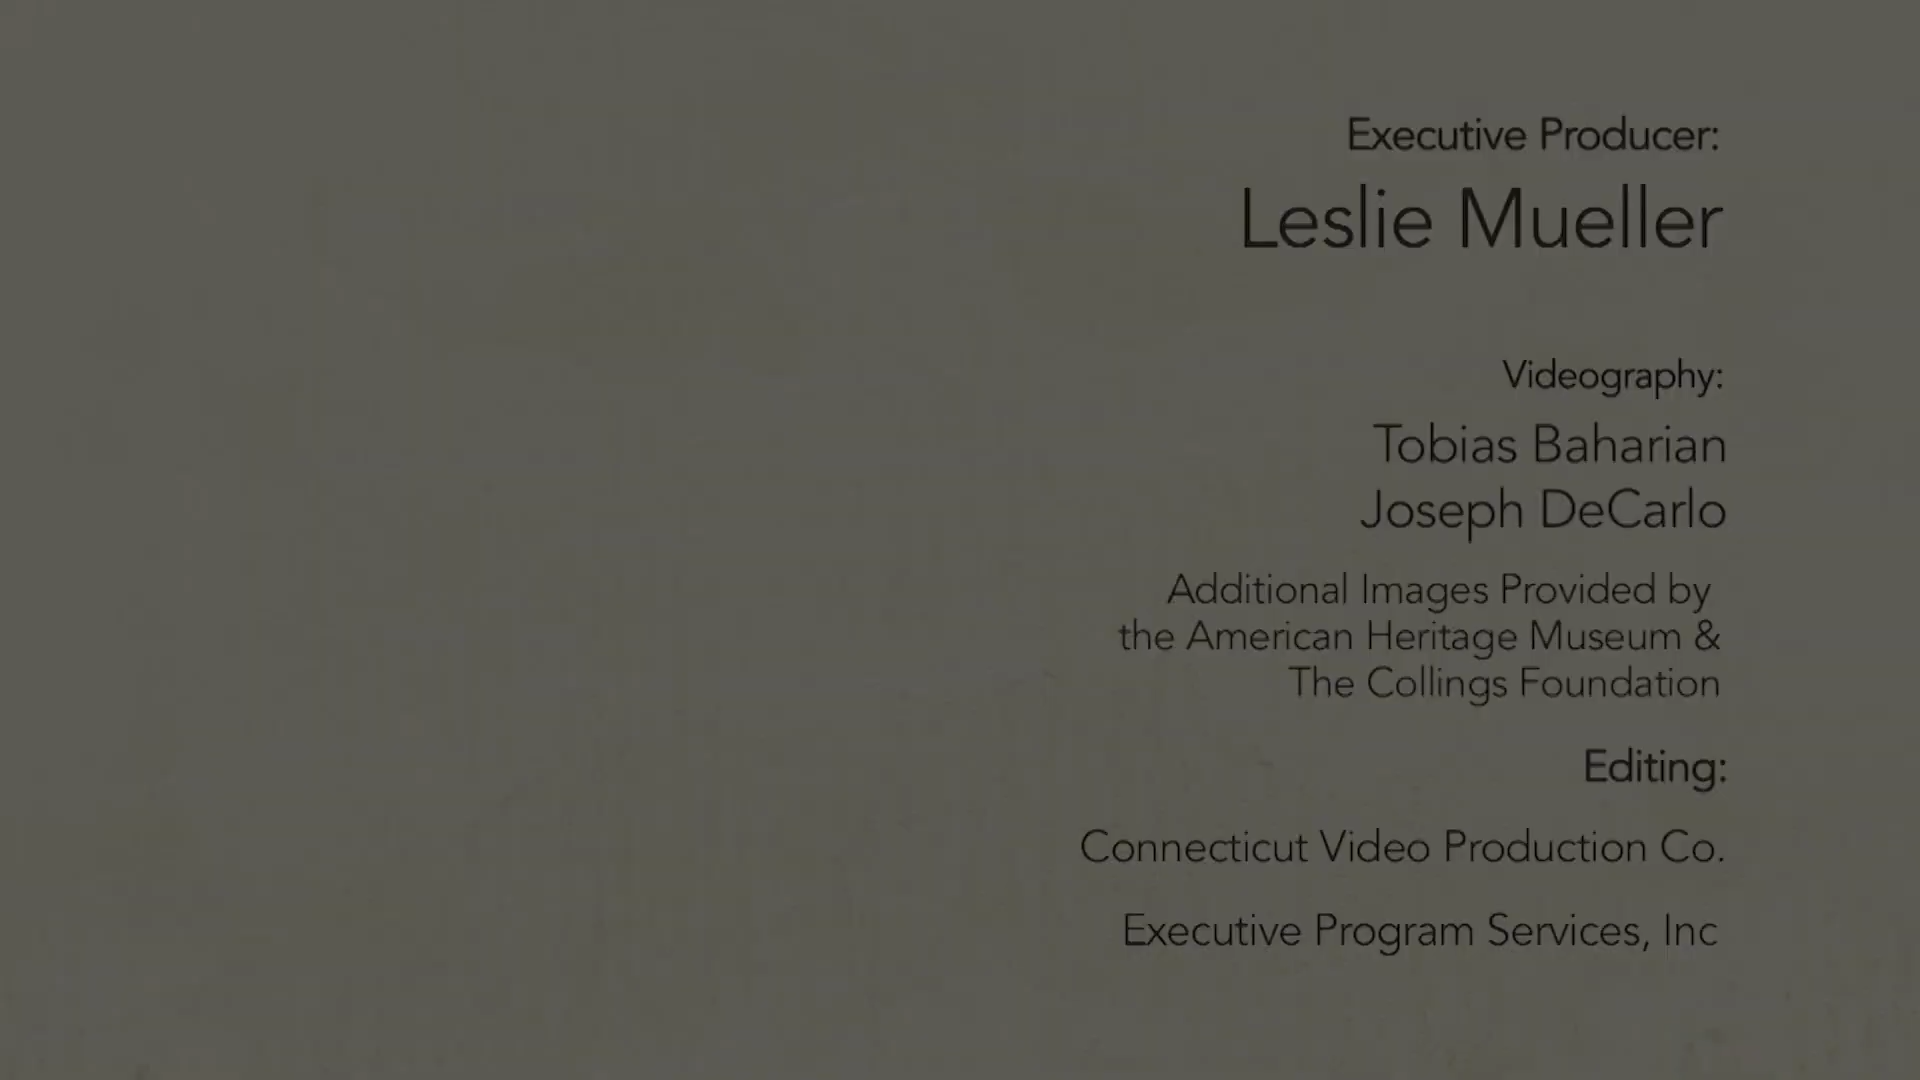 Executive Producer:
Leslie Mueller
Videography:
Tobias Baharian
Joseph DeCarlo
Additional Images Provided by
the American Heritage Museum &
The Collings Foundation
Editing:
Connecticut Video Production Co.
Executive Program Services, Inc